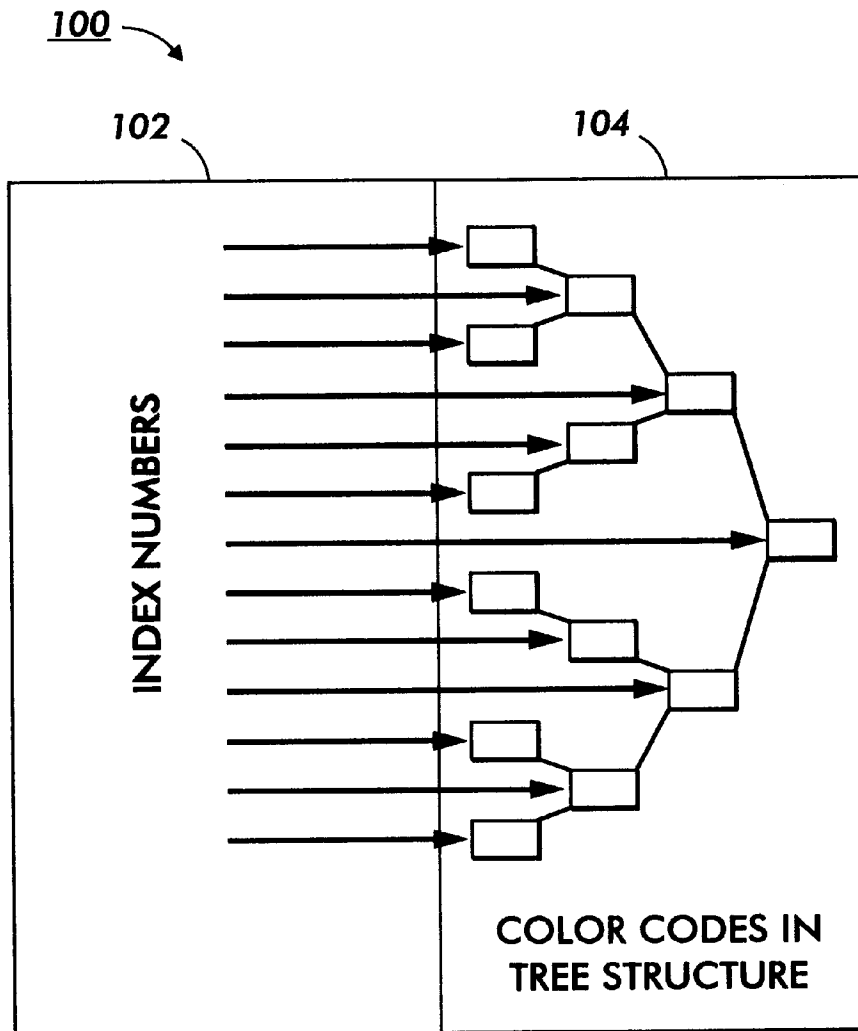 100
102
104
INDEX NUMBERS
COLOR CODES IN
TREE STRUCTURE